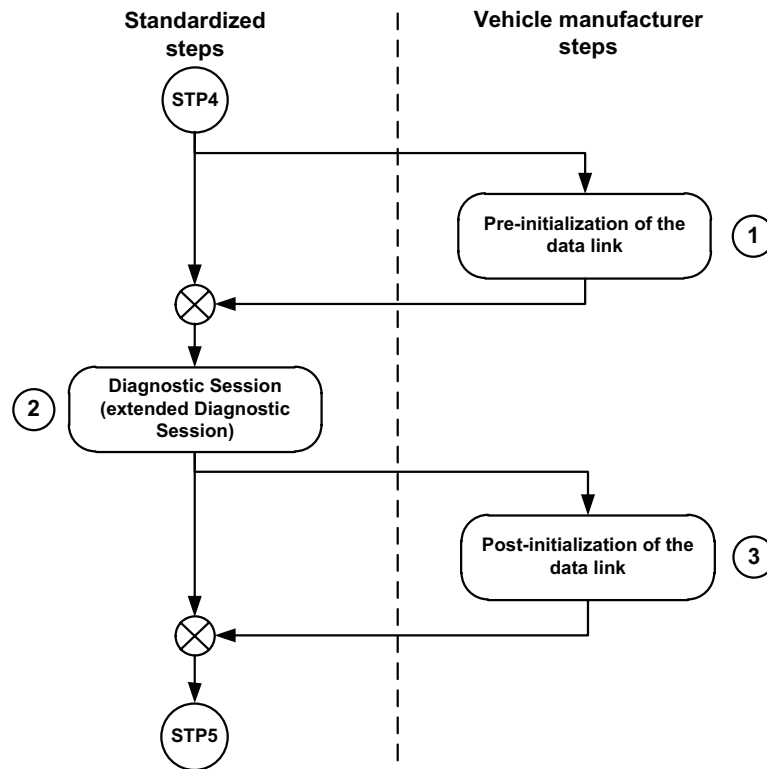 Standardized
steps
Vehicle manufacturer
steps
STP4
Pre-initialization of the
data link
1
Diagnostic Session
(extended Diagnostic
Session)
2
Post-initialization of the
data link
3
STP5